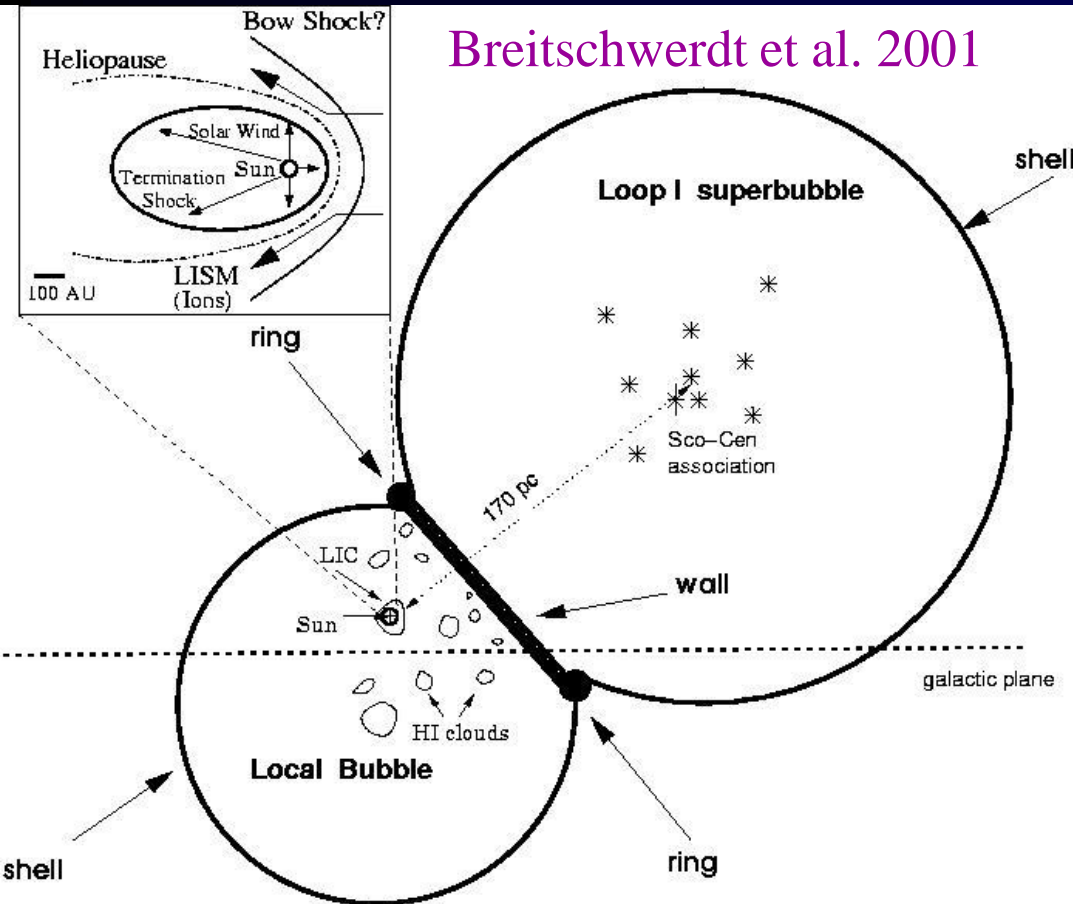 Breitschwerdt et al. 2001
Bow Shock?
Heliopause
Solar Wind
Sun
Termination
Shock
LISM
(Ions)
100 AU
shell
Loop I superbubble
ring
Sco-Cen
association
170 pc
LIC
wall
Sun
galactic plane
HI clouds
Local Bubble
shell
ring